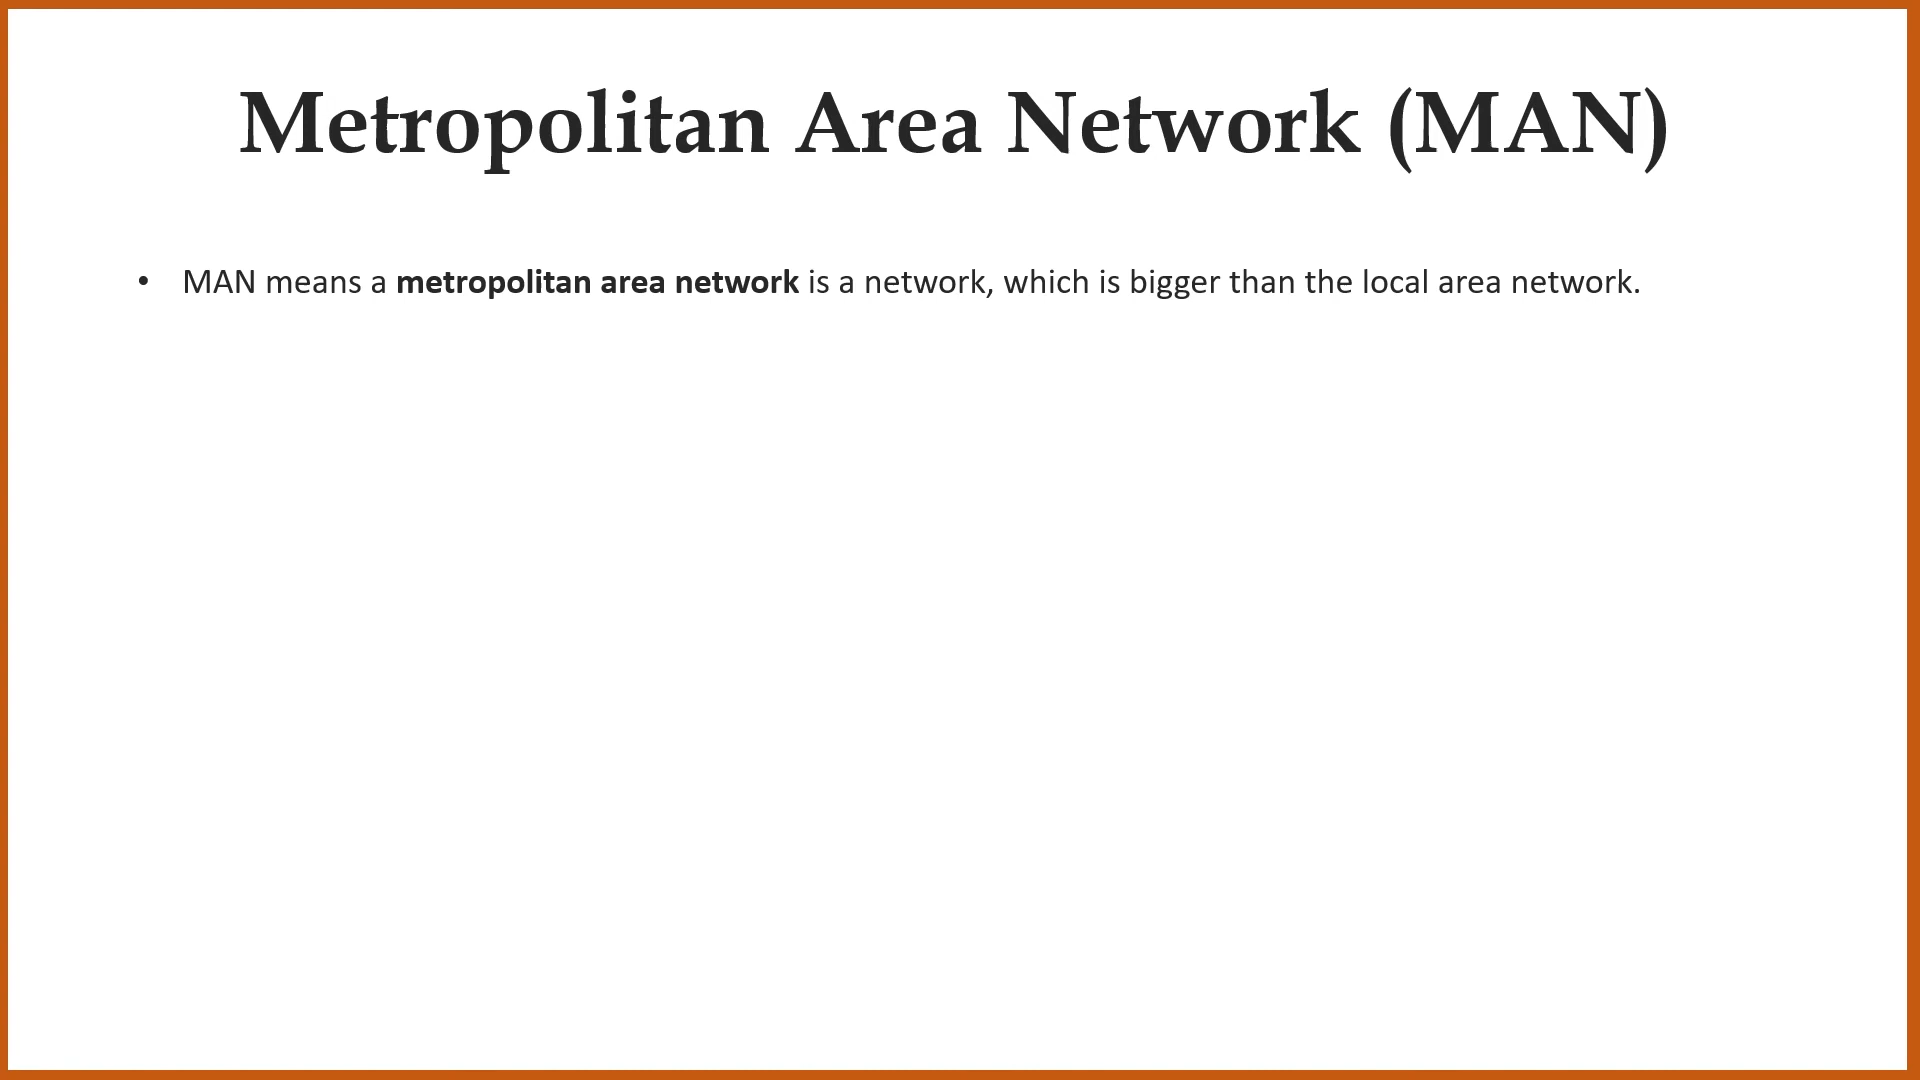 Metropolitan Area Network (MAN)
• MAN means a metropolitan area network is a network, which is bigger than the local area network.